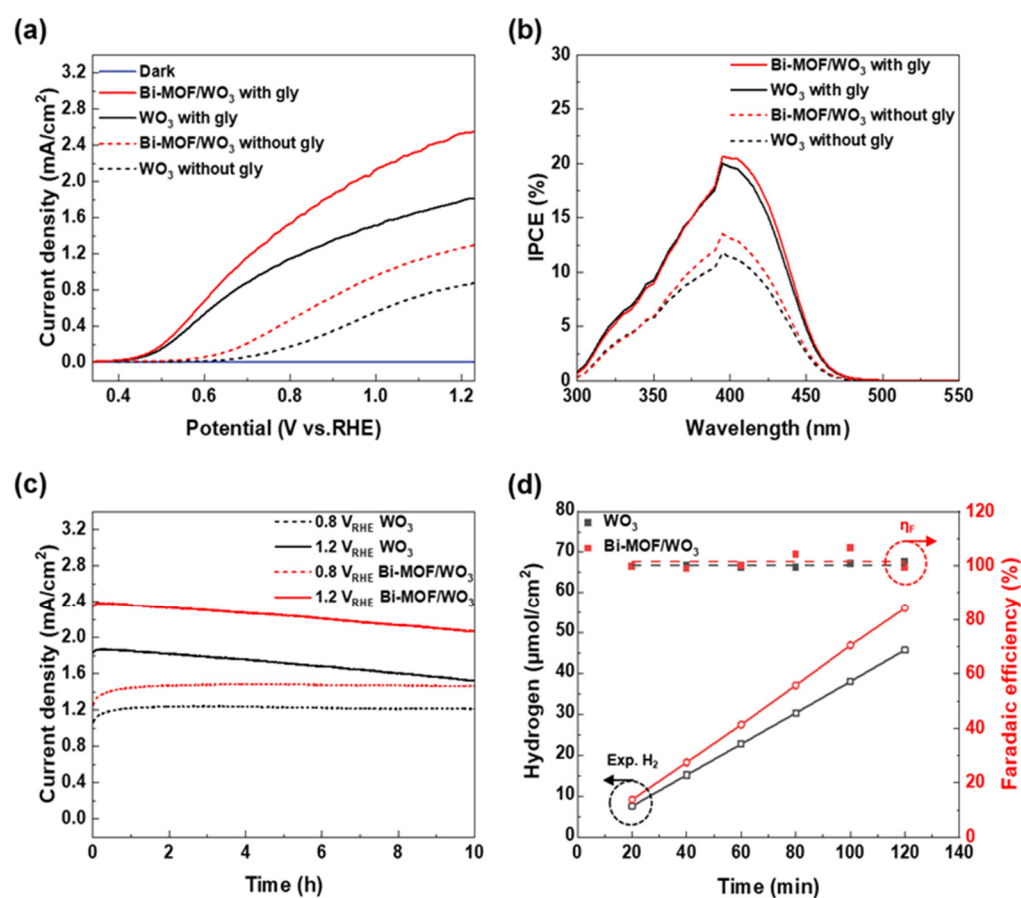 (a)
Current density (mA/cm²)
3.2
2.8
2.4
2.0
1.6
1.2
0.8
0.4
0.0
Dark
Bi-MOF/WO₃ with gly
WO₃ with gly
Bi-MOF/WO₃ without gly
WO₃ without gly
0.4 0.6 0.8 1.0 1.2
Potential (V vs.RHE)
(b)
IPCE (%)
30
25
20
15
10
5
0
Bi-MOF/WO₃ with gly
WO₃ with gly
Bi-MOF/WO₃ without gly
WO₃ without gly
300 350 400 450 500 550
Wavelength (nm)
(c)
Current density (mA/cm²)
3.2
2.8
2.4
2.0
1.6
1.2
0.8
0.4
0.0
0.8 V_RHE WO₃
1.2 V_RHE WO₃
0.8 V_RHE Bi-MOF/WO₃
1.2 V_RHE Bi-MOF/WO₃
0 2 4 6 8 10
Time (h)
(d)
Hydrogen (μmol/cm²)
80
70
60
50
40
30
20
10
0
WO₃
Bi-MOF/WO₃
η_F
Exp. H₂
0 20 40 60 80 100 120 140
Time (min)
120
100
80
60
40
20
0
Faradaic efficiency (%)